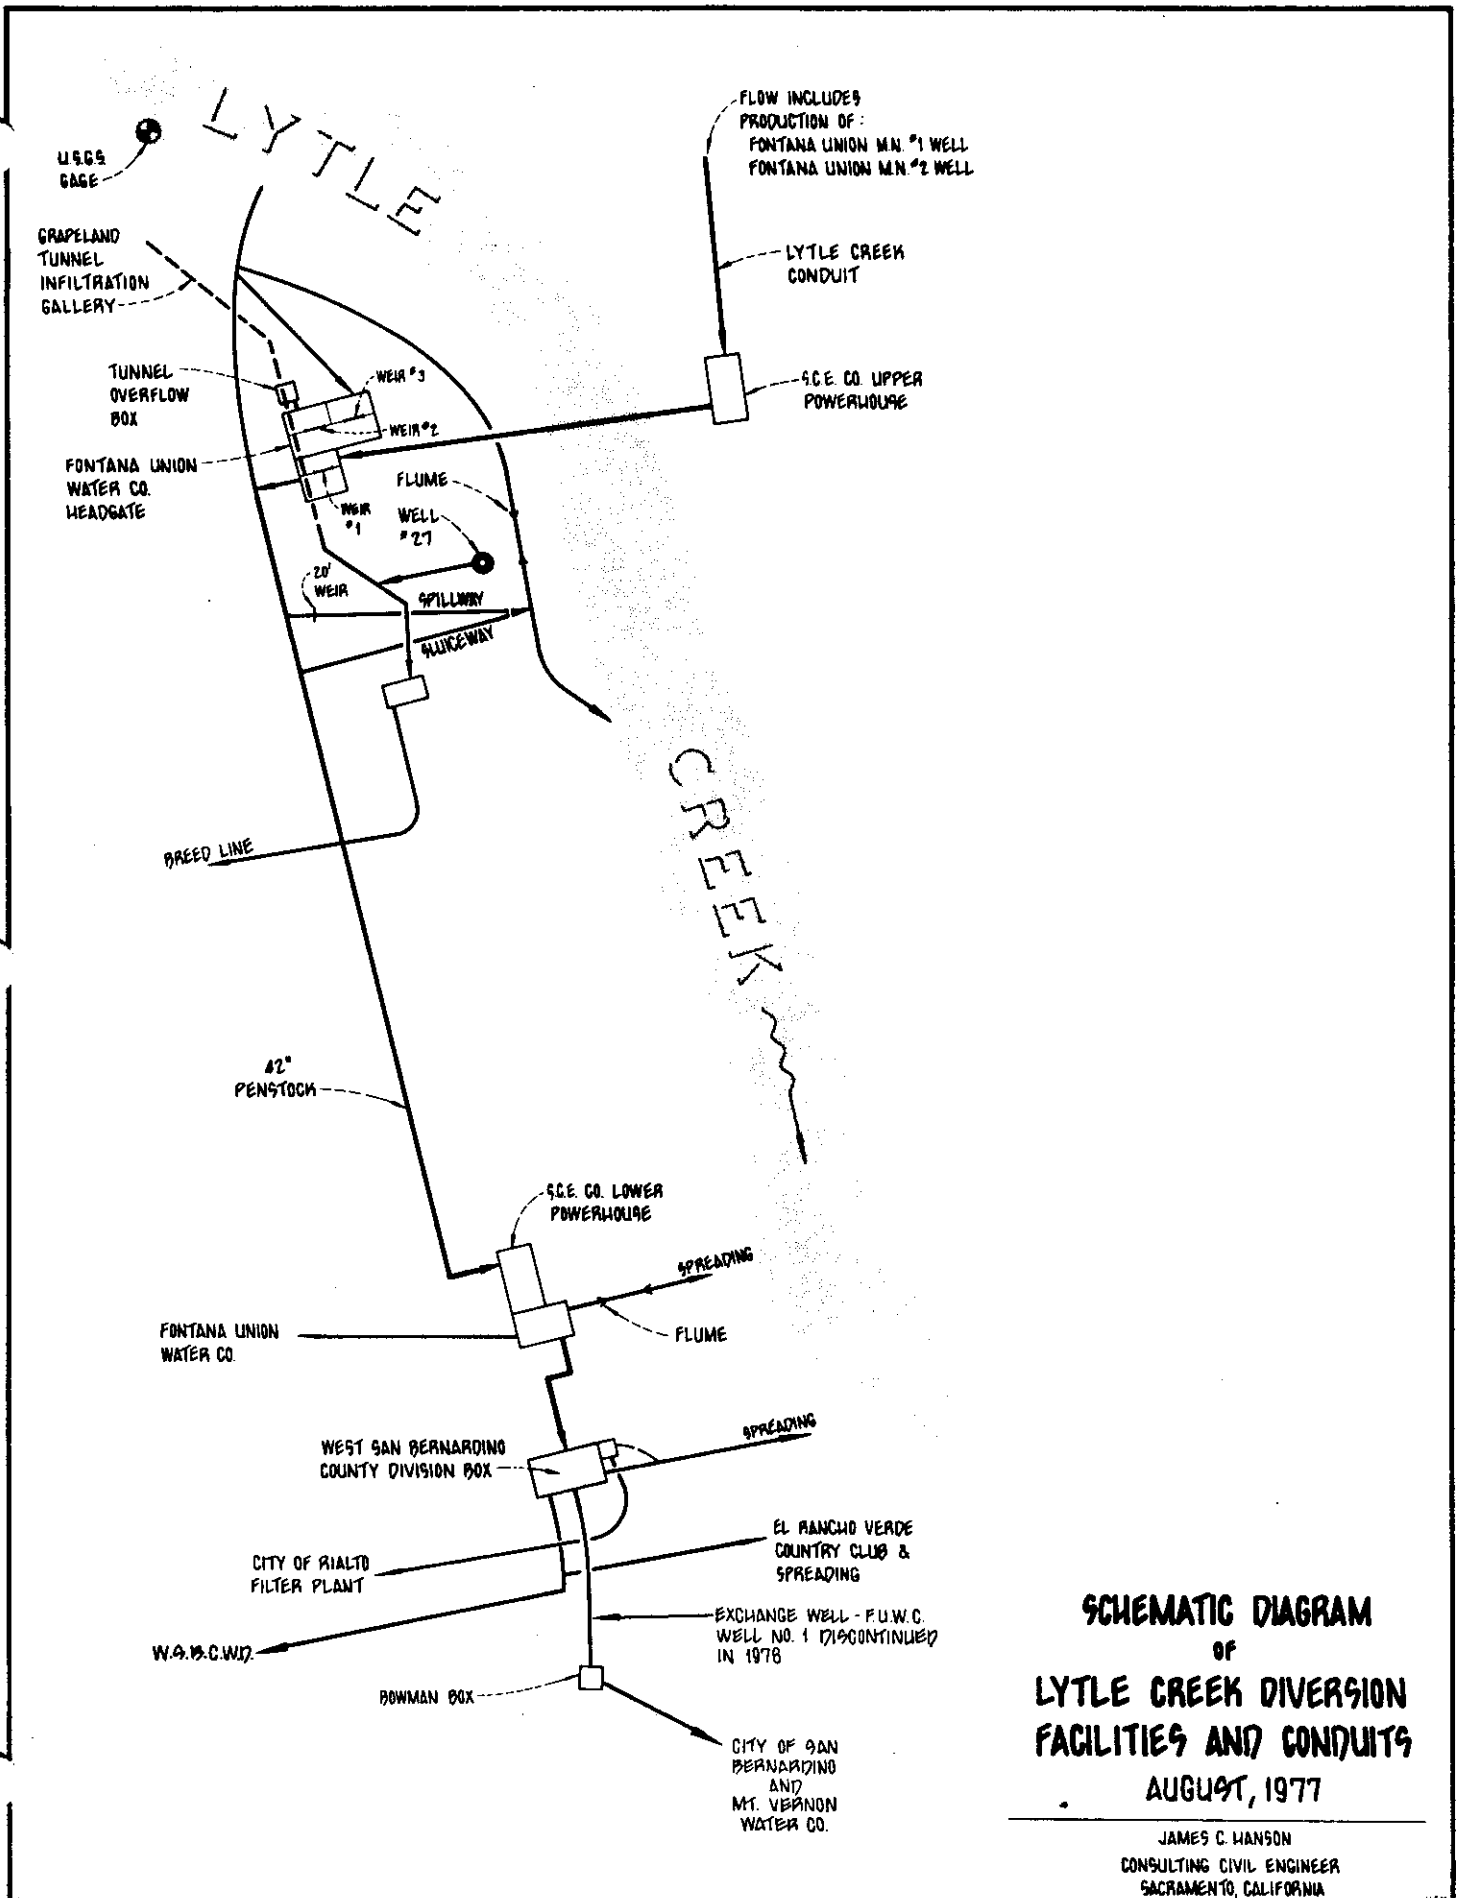 LYTLE
CREEK
U.S.G.S
GAGE
FLOW INCLUDES
PRODUCTION OF :
FONTANA UNION M.N. #1 WELL
FONTANA UNION M.N. #2 WELL
GRAPELAND
TUNNEL
INFILTRATION
GALLERY
LYTLE CREEK
CONDUIT
TUNNEL
OVERFLOW
BOX
WEIR #3
WEIR #2
S.C.E. CO. UPPER
POWERHOUSE
FONTANA UNION
WATER CO.
HEADGATE
WEIR
#1
FLUME
WELL
#27
20'
WEIR
SPILLWAY
SLUICEWAY
BREED LINE
42"
PENSTOCK
S.C.E. CO. LOWER
POWERHOUSE
SPREADING
FLUME
FONTANA UNION
WATER CO.
WEST SAN BERNARDINO
COUNTY DIVISION BOX
SPREADING
CITY OF RIALTO
FILTER PLANT
EL RANCHO VERDE
COUNTRY CLUB &
SPREADING
W.S.B.C.W.D.
EXCHANGE WELL - F.U.W.C.
WELL NO. 1 DISCONTINUED
IN 1976
BOWMAN BOX
CITY OF SAN
BERNARDINO
AND
MT. VERNON
WATER CO.
SCHEMATIC DIAGRAM
OF
LYTLE CREEK DIVERSION
FACILITIES AND CONDUITS
AUGUST, 1977
JAMES C. HANSON
CONSULTING CIVIL ENGINEER
SACRAMENTO, CALIFORNIA